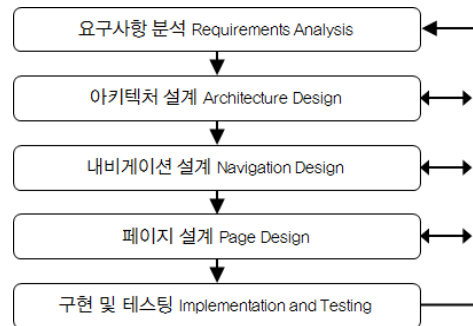 요구사항 분석 Requirements Analysis
아키텍처 설계 Architecture Design
내비게이션 설계 Navigation Design
페이지 설계 Page Design
구현 및 테스팅 Implementation and Testing